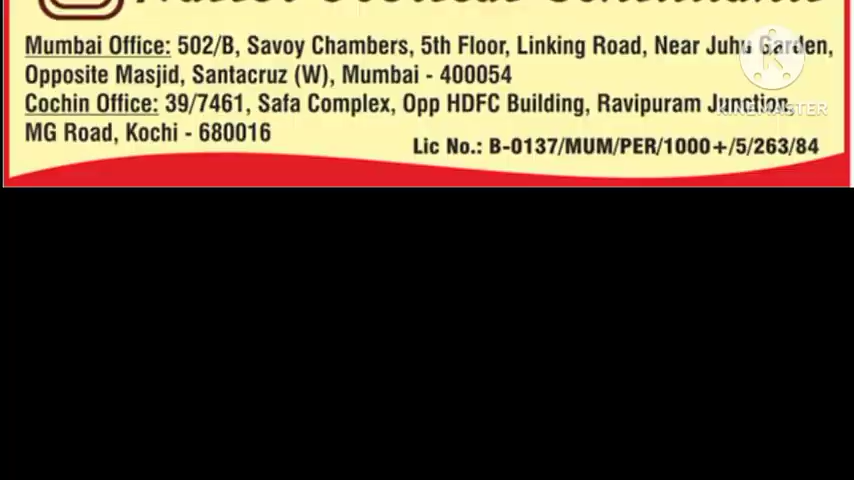 Mumbai Office: 502/B, Savoy Chambers, 5th Floor, Linking Road, Near Juhu Garden,
Opposite Masjid, Santacruz (W), Mumbai - 400054
Cochin Office: 39/7461, Safa Complex, Opp HDFC Building, Ravipuram Junction,
MG Road, Kochi - 680016
Lic No.: B-0137/MUM/PER/1000+/5/263/84
KINEMASTER